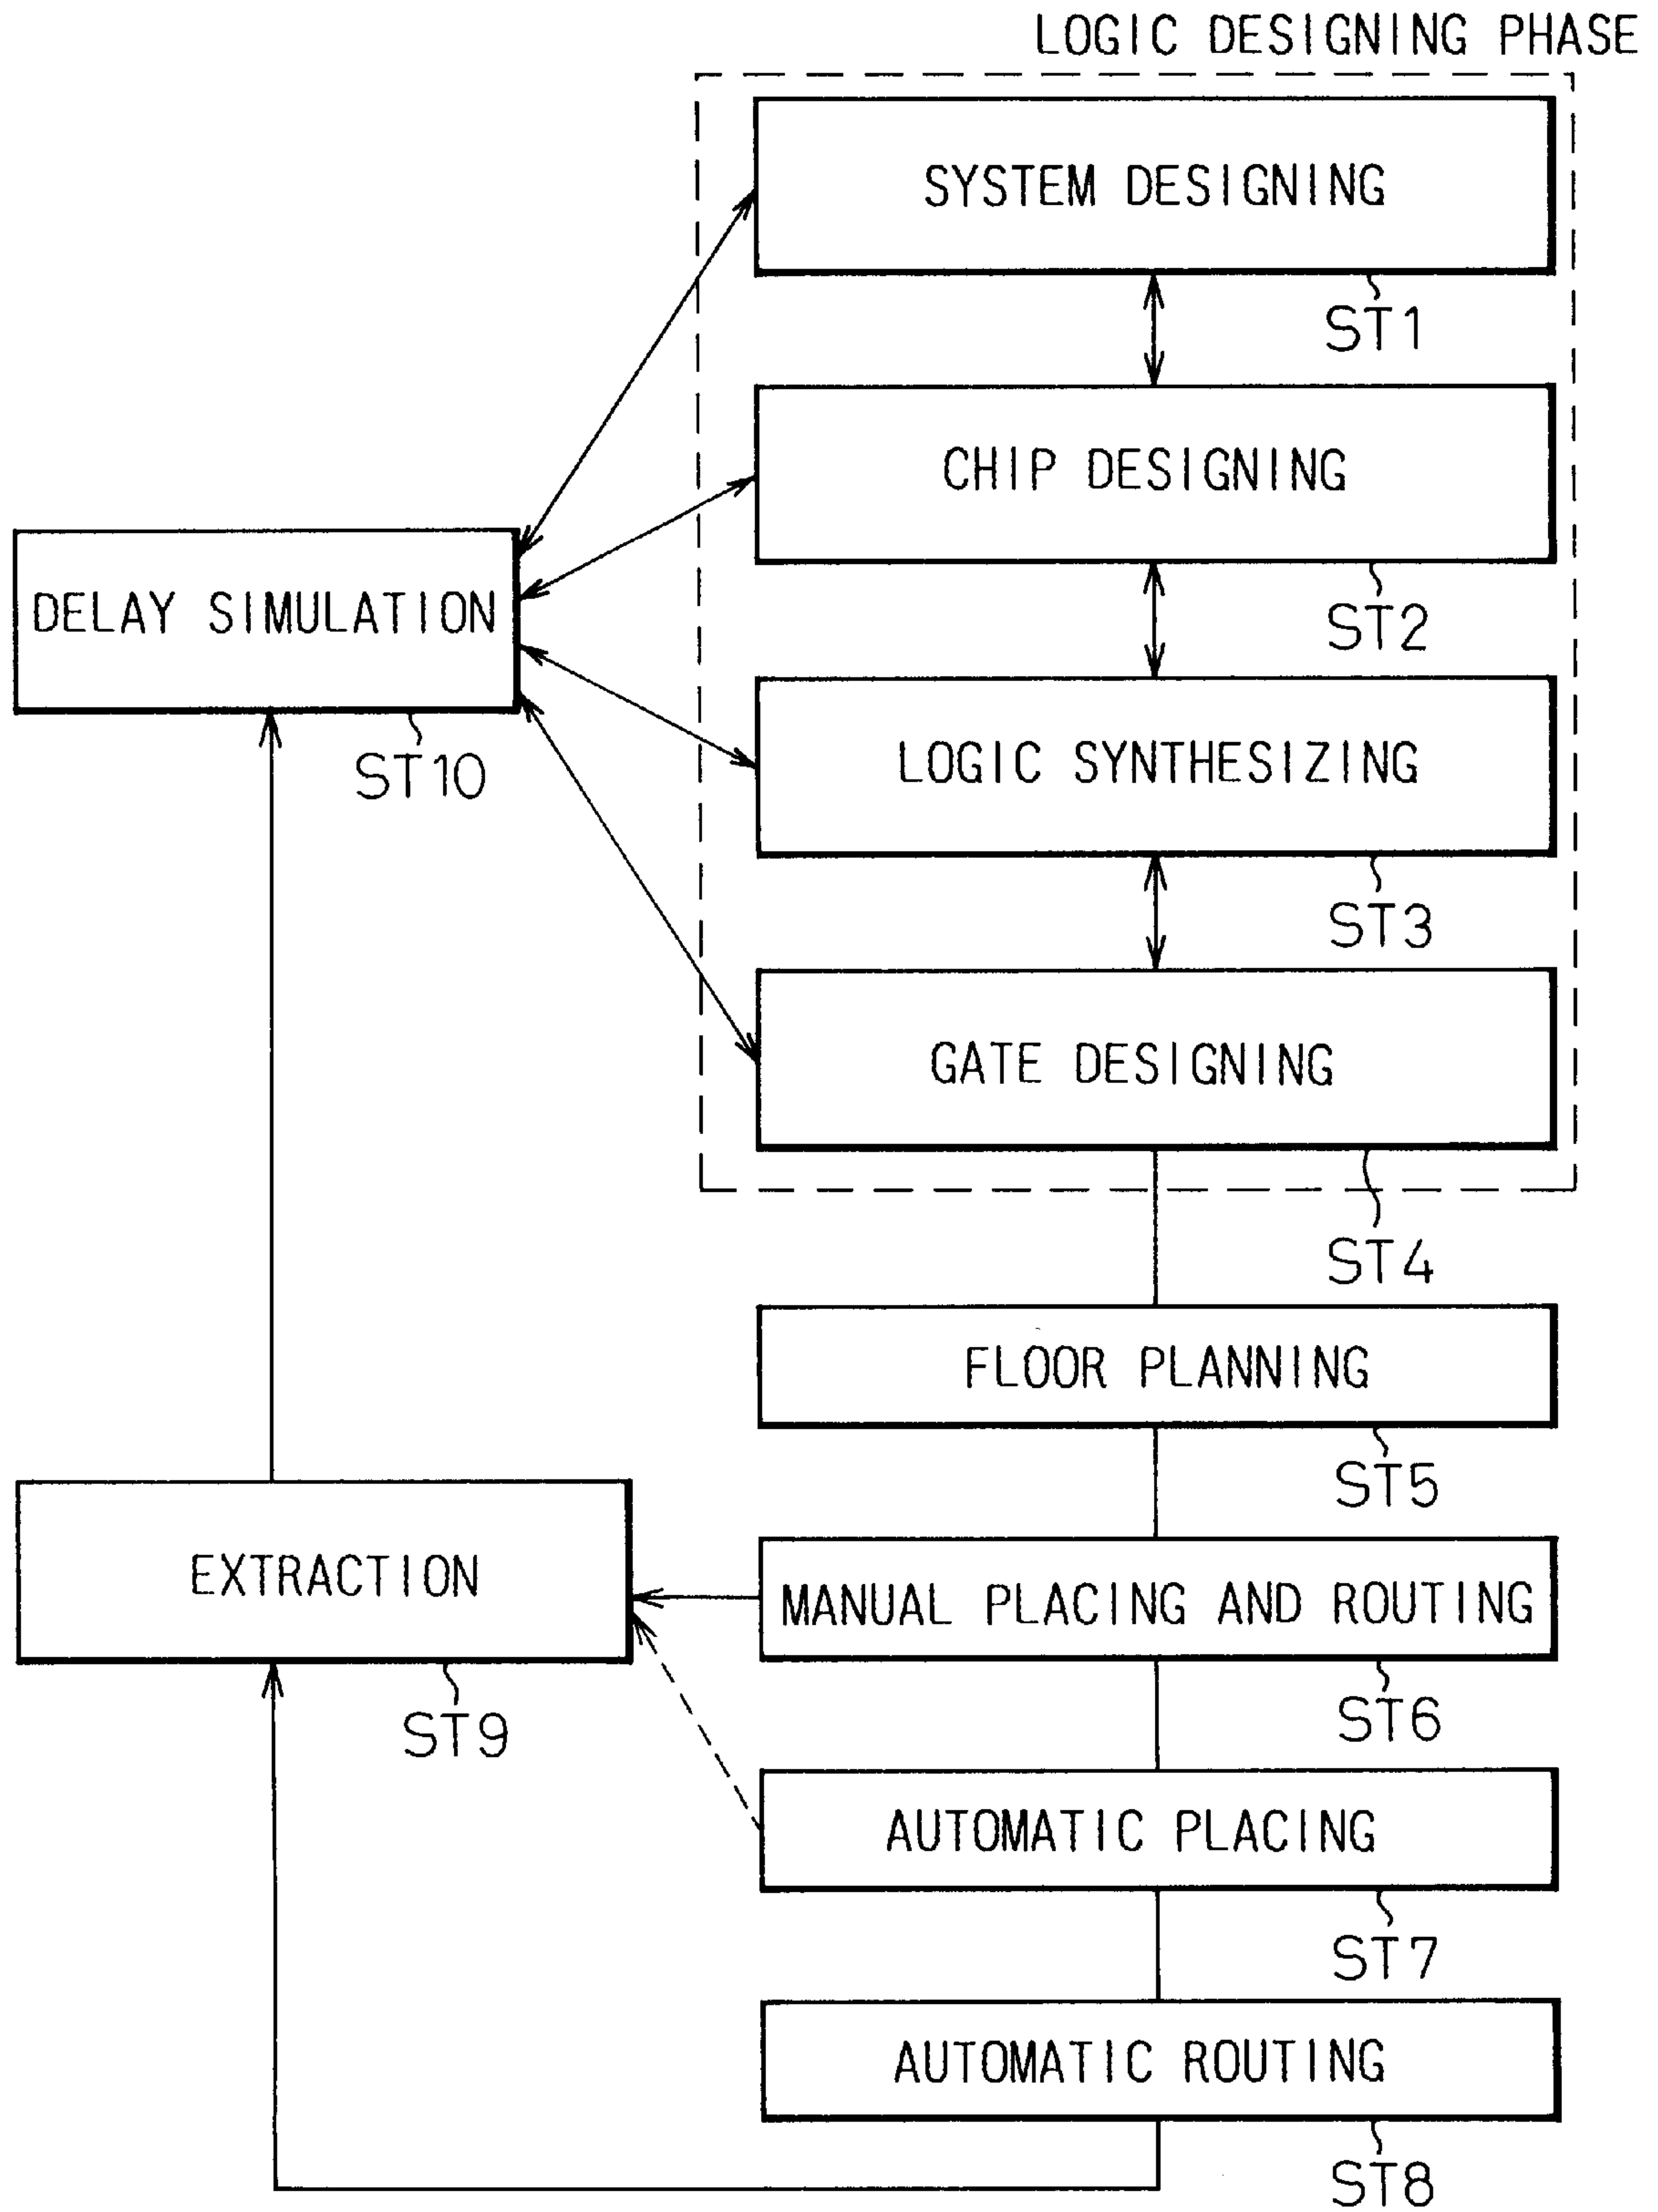 LOGIC DESIGNING PHASE
SYSTEM DESIGNING
ST1
CHIP DESIGNING
ST2
DELAY SIMULATION
ST10
LOGIC SYNTHESIZING
ST3
GATE DESIGNING
ST4
FLOOR PLANNING
ST5
EXTRACTION
ST9
MANUAL PLACING AND ROUTING
ST6
AUTOMATIC PLACING
ST7
AUTOMATIC ROUTING
ST8